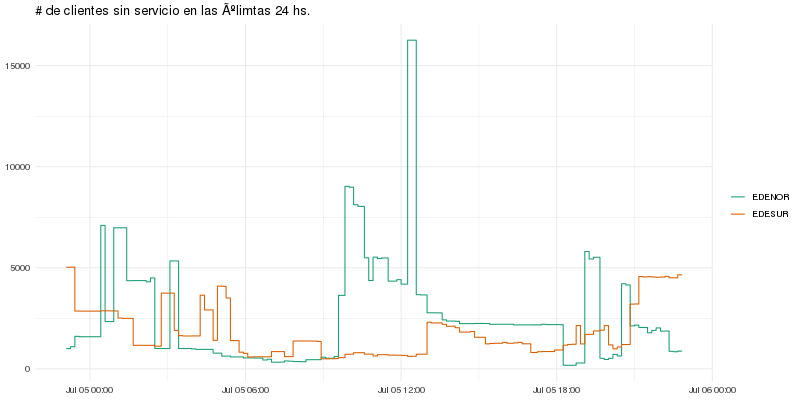 # de clientes sin servicio en las Ãºlimtas 24 hs.
15000
10000
5000
0
Jul 05 00:00
Jul 05 06:00
Jul 05 12:00
Jul 05 18:00
Jul 06 00:00
EDENOR
EDESUR